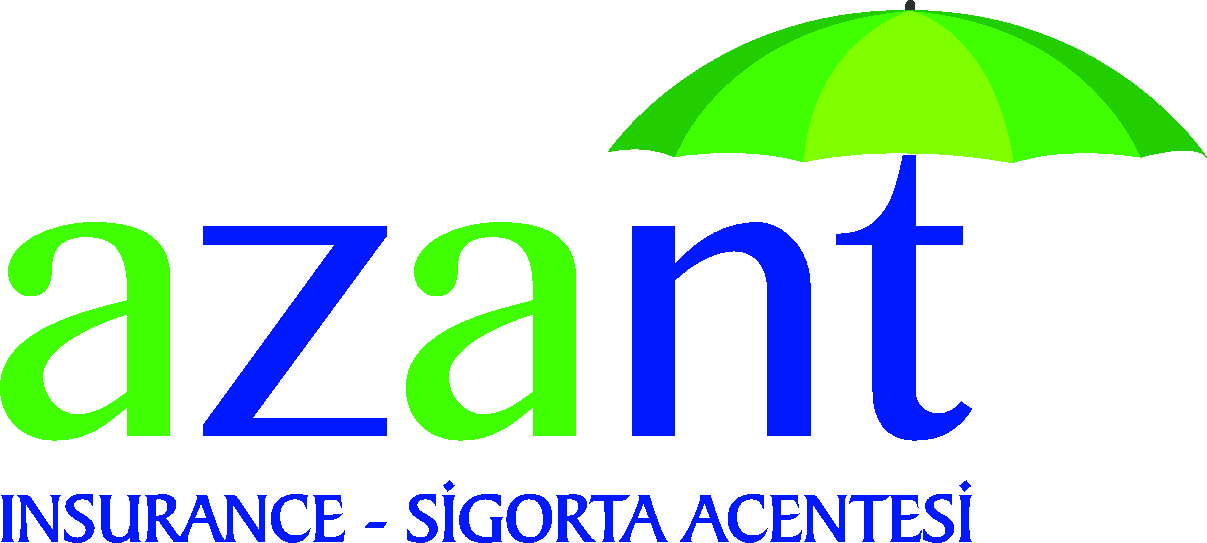 azant
INSURANCE - SİGORTA ACENTESİ